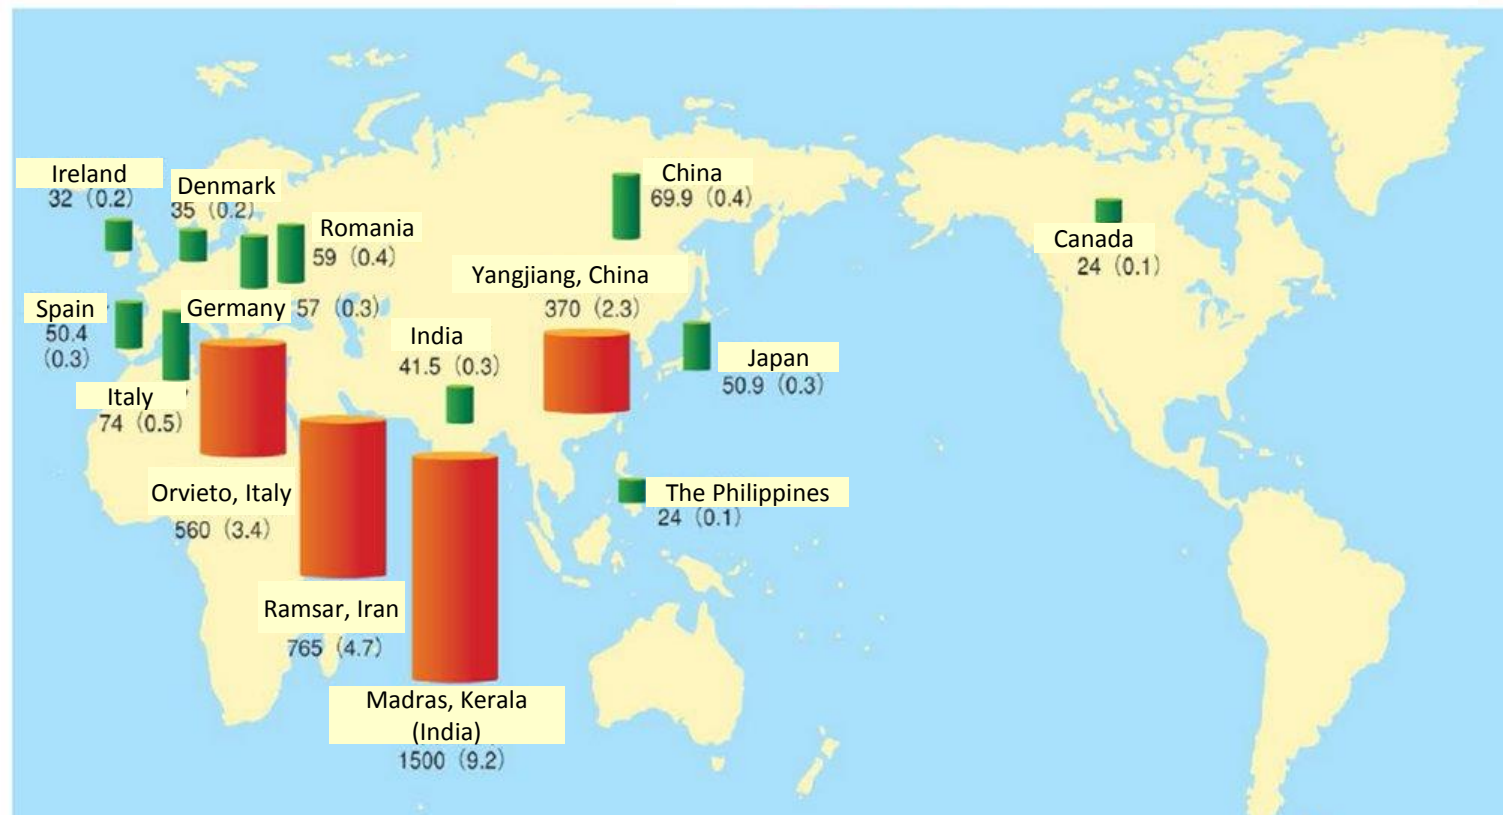 Ireland
32（0.2）
Denmark
35（0.2）
Romania
59（0.4）
China
69.9（0.4）
Canada
24（0.1）
Yangjiang, China
370（2.3）
Spain
50.4
（0.3）
Germany 57（0.3）
India
41.5（0.3）
Japan
50.9（0.3）
Italy
74（0.5）
Orvieto, Italy
560（3.4）
The Philippines
24（0.1）
Ramsar, Iran
765（4.7）
Madras, Kerala
(India)
1500（9.2）